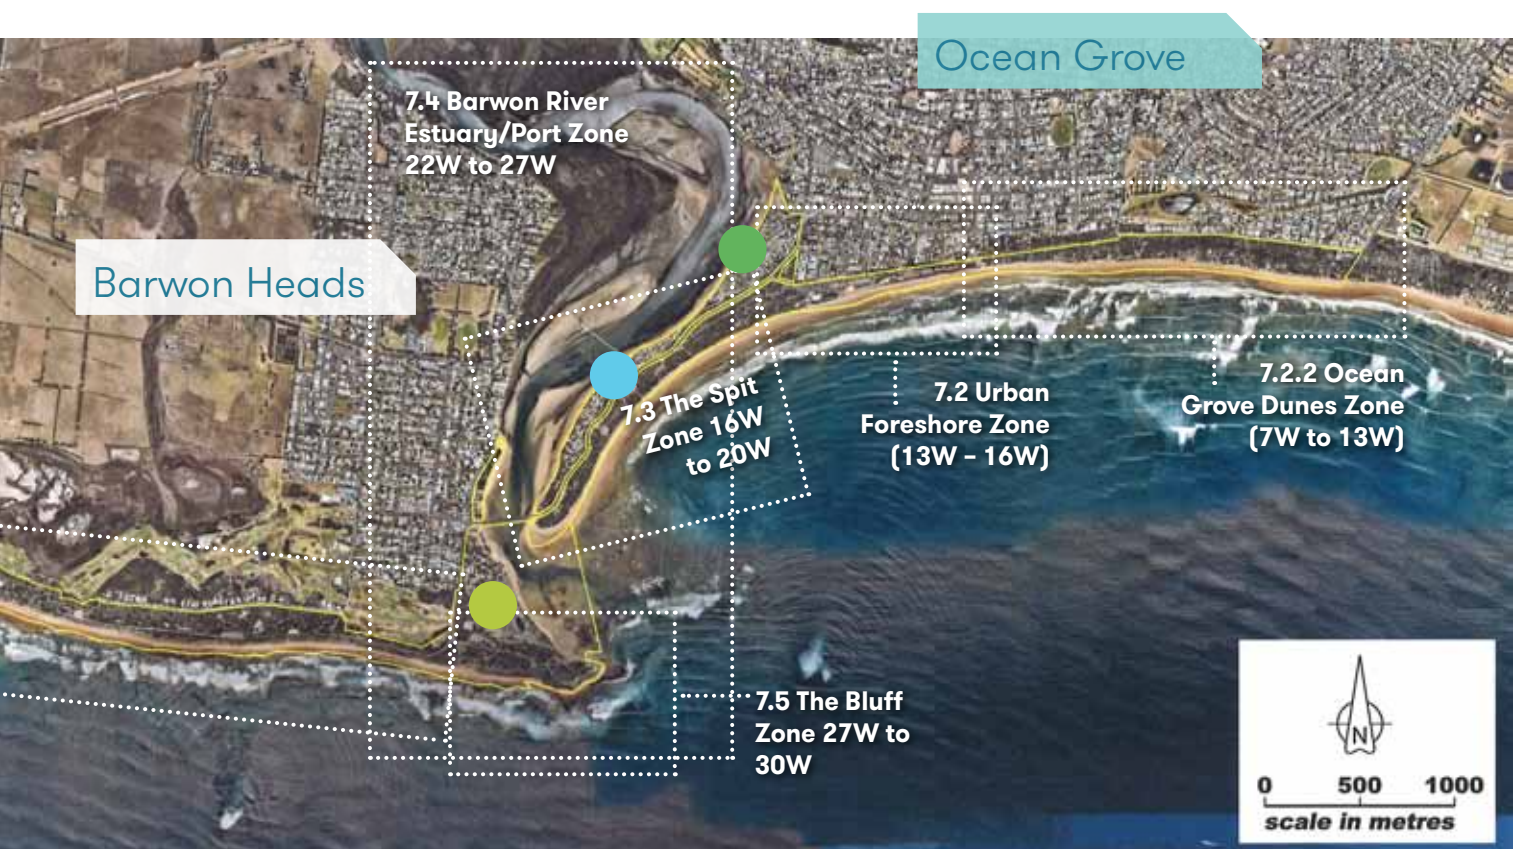 Ocean Grove
7.4 Barwon River
Estuary/Port Zone
22W to 27W
Barwon Heads
7.3 The Spit
Zone 16W
to 20W
7.2 Urban
Foreshore Zone
(13W – 16W)
7.2.2 Ocean
Grove Dunes Zone
(7W to 13W)
7.5 The Bluff
Zone 27W to
30W
N
0 500 1000
scale in metres